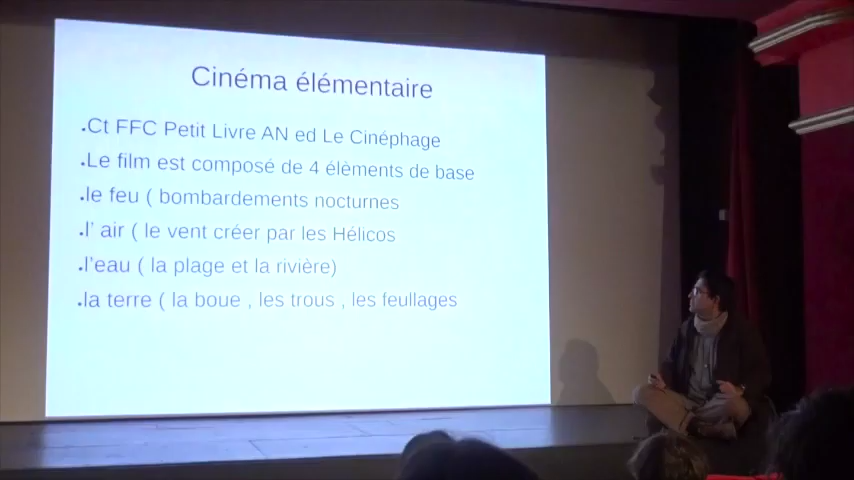 Cinéma élémentaire
.Ct FFC Petit Livre AN ed Le Cinéphage
.Le film est composé de 4 élèments de base
.le feu ( bombardements nocturnes
.l' air ( le vent créer par les Hélicos
.l'eau ( la plage et la rivière)
.la terre ( la boue , les trous , les feullages